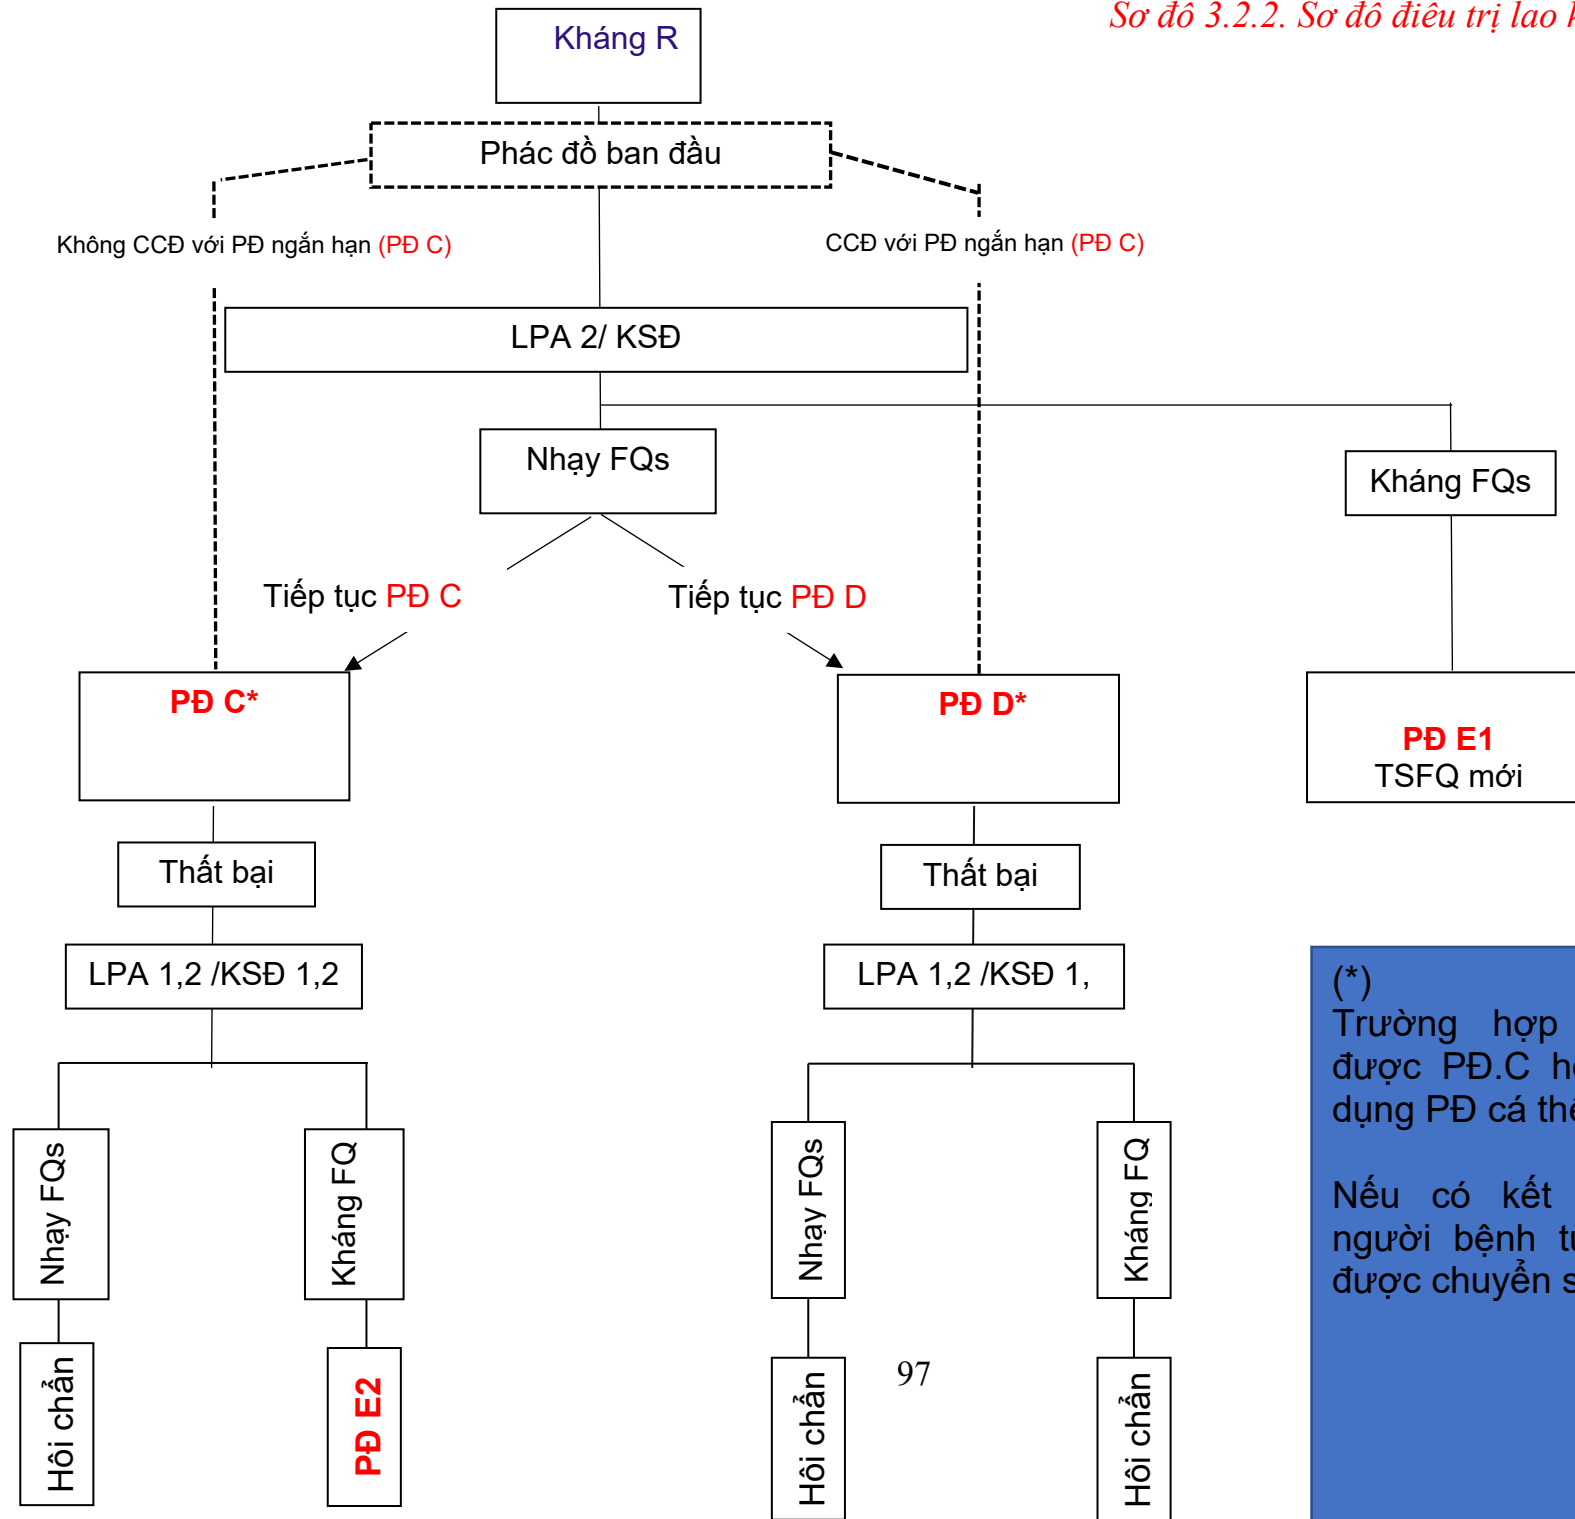 Sơ đồ 3.2.2. Sơ đồ điều trị lao
Kháng R
Phác đồ ban đầu
Không CCĐ với PĐ ngắn hạn (PĐ C)
CCĐ với PĐ ngắn hạn (PĐ C)
LPA 2/ KSĐ
Nhạy FQs
Kháng FQs
Tiếp tục PĐ C
Tiếp tục PĐ D
PĐ C*
PĐ D*
PĐ E1
TSFQ mới
Thất bại
Thất bại
LPA 1,2 /KSĐ 1,2
LPA 1,2 /KSĐ 1,
Nhạy FQs
Kháng FQ
Nhạy FQs
Kháng FQ
Hôi chẩn
PĐ E2
Hôi chẩn
Hôi chẩn
(*)
Trường hợp
được PĐ.C
dụng PĐ cá
Nếu có kết
người bệnh
được chuyển
97